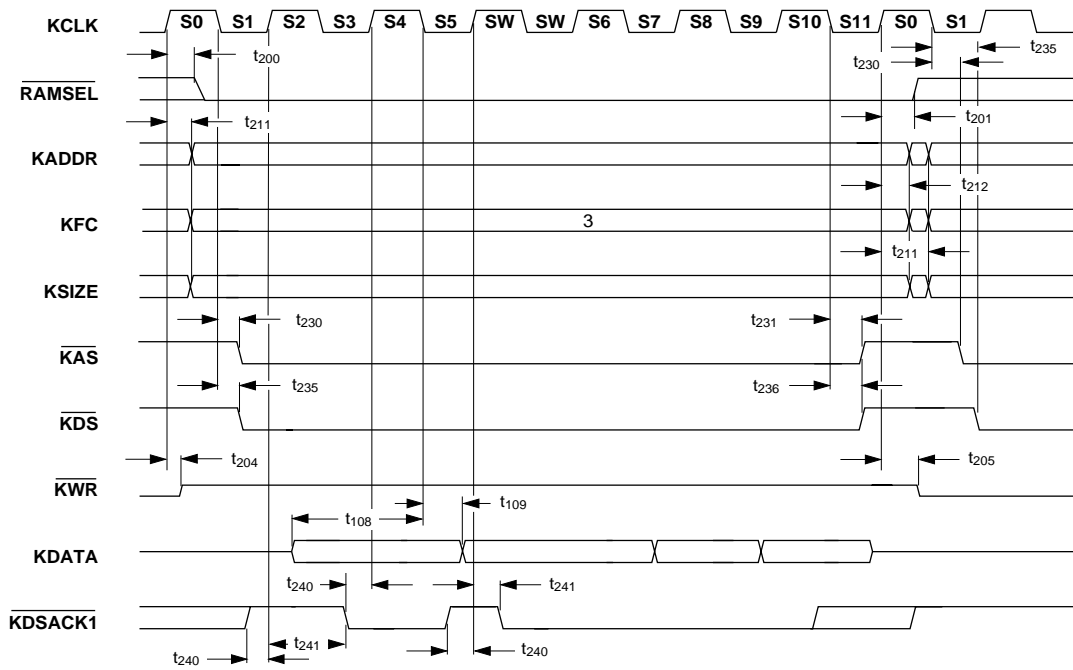 KCLK S0 S1 S2 S3 S4 S5 SW SW S6 S7 S8 S9 S10 S11 S0 S1
t200 t230 t235
RAMSEL
t211 t201
KADDR
t212
KFC 3
t211
KSIZE
t230 t231
KAS
t235 t236
KDS
t204 t205
KWR
t108 t109
KDATA
t240 t241
KDSACK1
t240 t241 t240